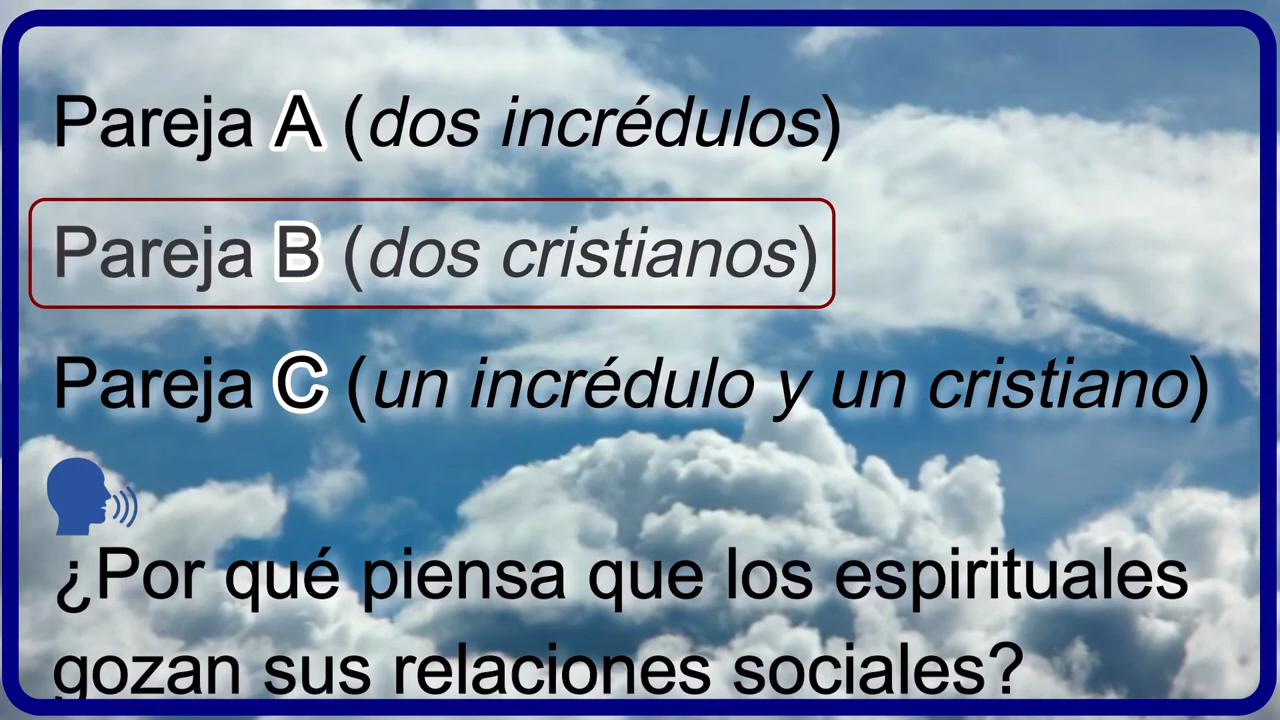 Pareja A (dos incrédulos)
Pareja B (dos cristianos)
Pareja C (un incrédulo y un cristiano)
¿Por qué piensa que los espirituales
gozan sus relaciones sociales?